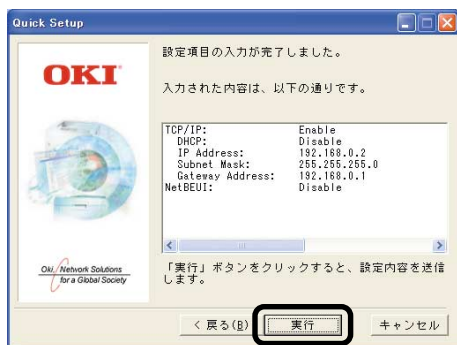 Quick Setup
OKI
Oki, Network Solutions
for a Global Society
設定項目の入力が完了しました。
入力された内容は、以下の通りです。
TCP/IP: Enable
DHCP: Disable
IP Address: 192.168.0.2
Subnet Mask: 255.255.255.0
Gateway Address: 192.168.0.1
NetBEUI: Disable
「実行」ボタンをクリックすると、設定内容を送信
します。
< 戻る(B)
実行
キャンセル